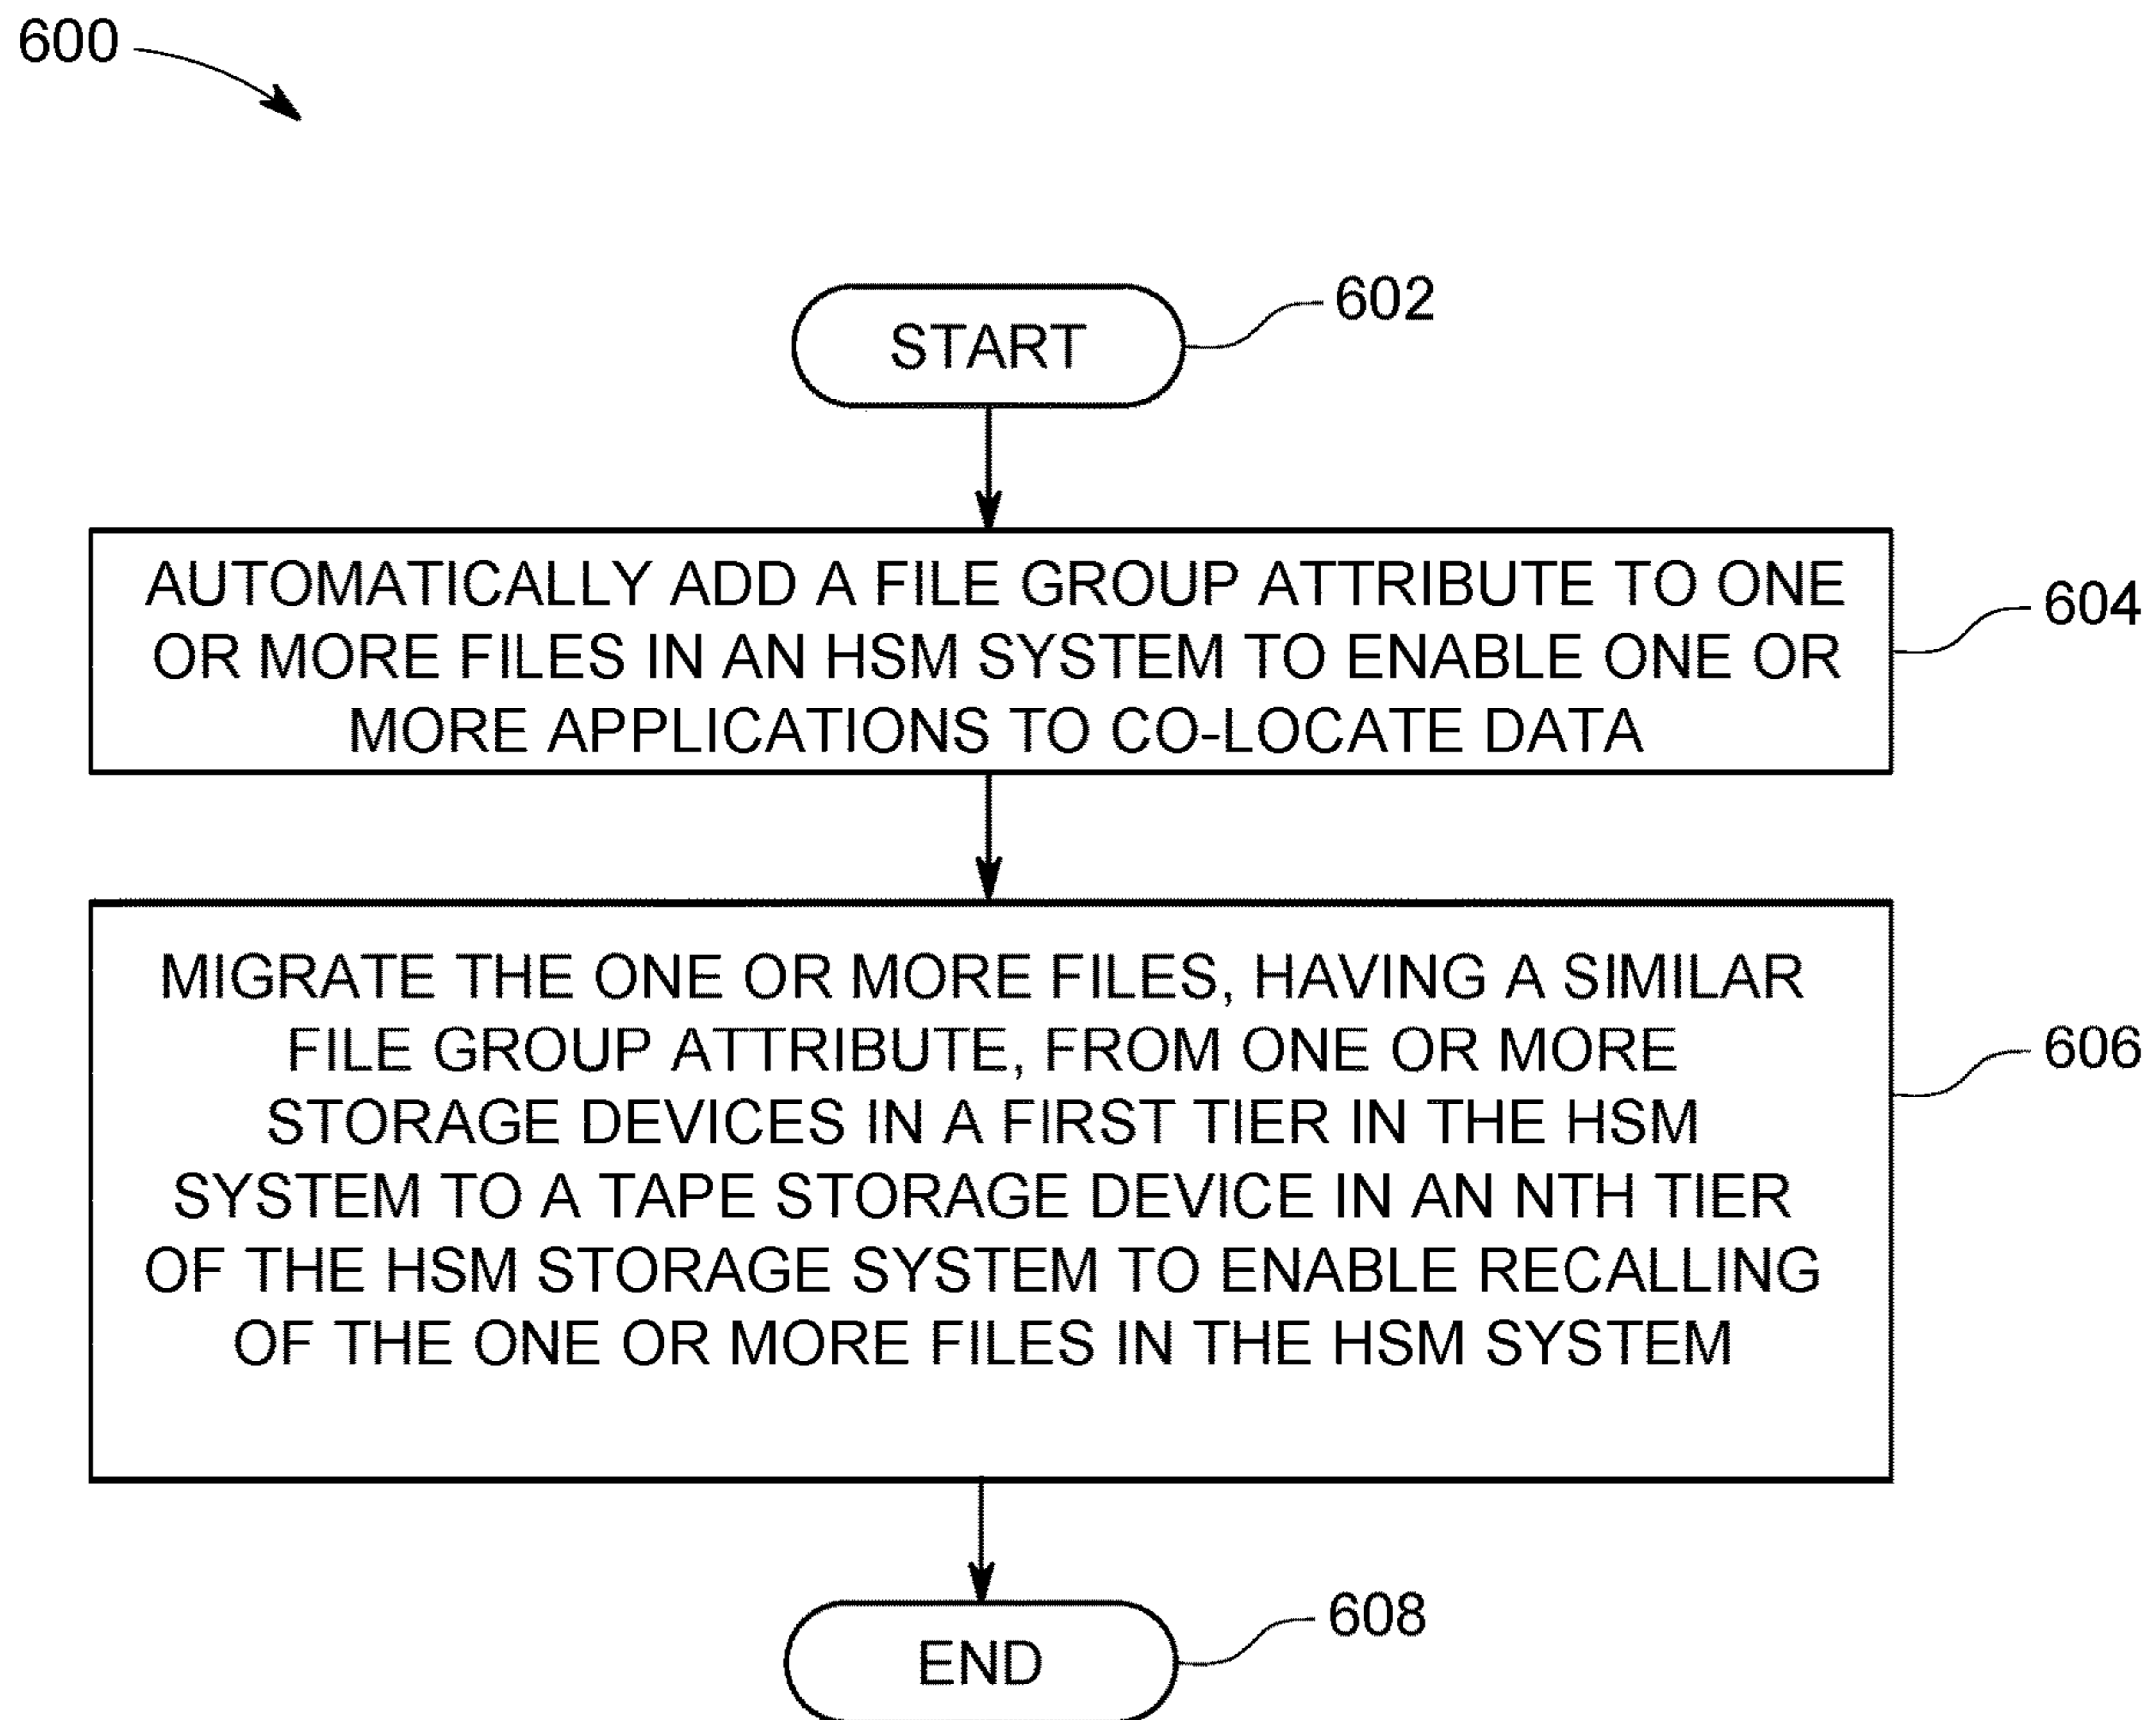 600
START
602
AUTOMATICALLY ADD A FILE GROUP ATTRIBUTE TO ONE
OR MORE FILES IN AN HSM SYSTEM TO ENABLE ONE OR
MORE APPLICATIONS TO CO-LOCATE DATA
604
MIGRATE THE ONE OR MORE FILES, HAVING A SIMILAR
FILE GROUP ATTRIBUTE, FROM ONE OR MORE
STORAGE DEVICES IN A FIRST TIER IN THE HSM
SYSTEM TO A TAPE STORAGE DEVICE IN AN NTH TIER
OF THE HSM STORAGE SYSTEM TO ENABLE RECALLING
OF THE ONE OR MORE FILES IN THE HSM SYSTEM
606
END
608